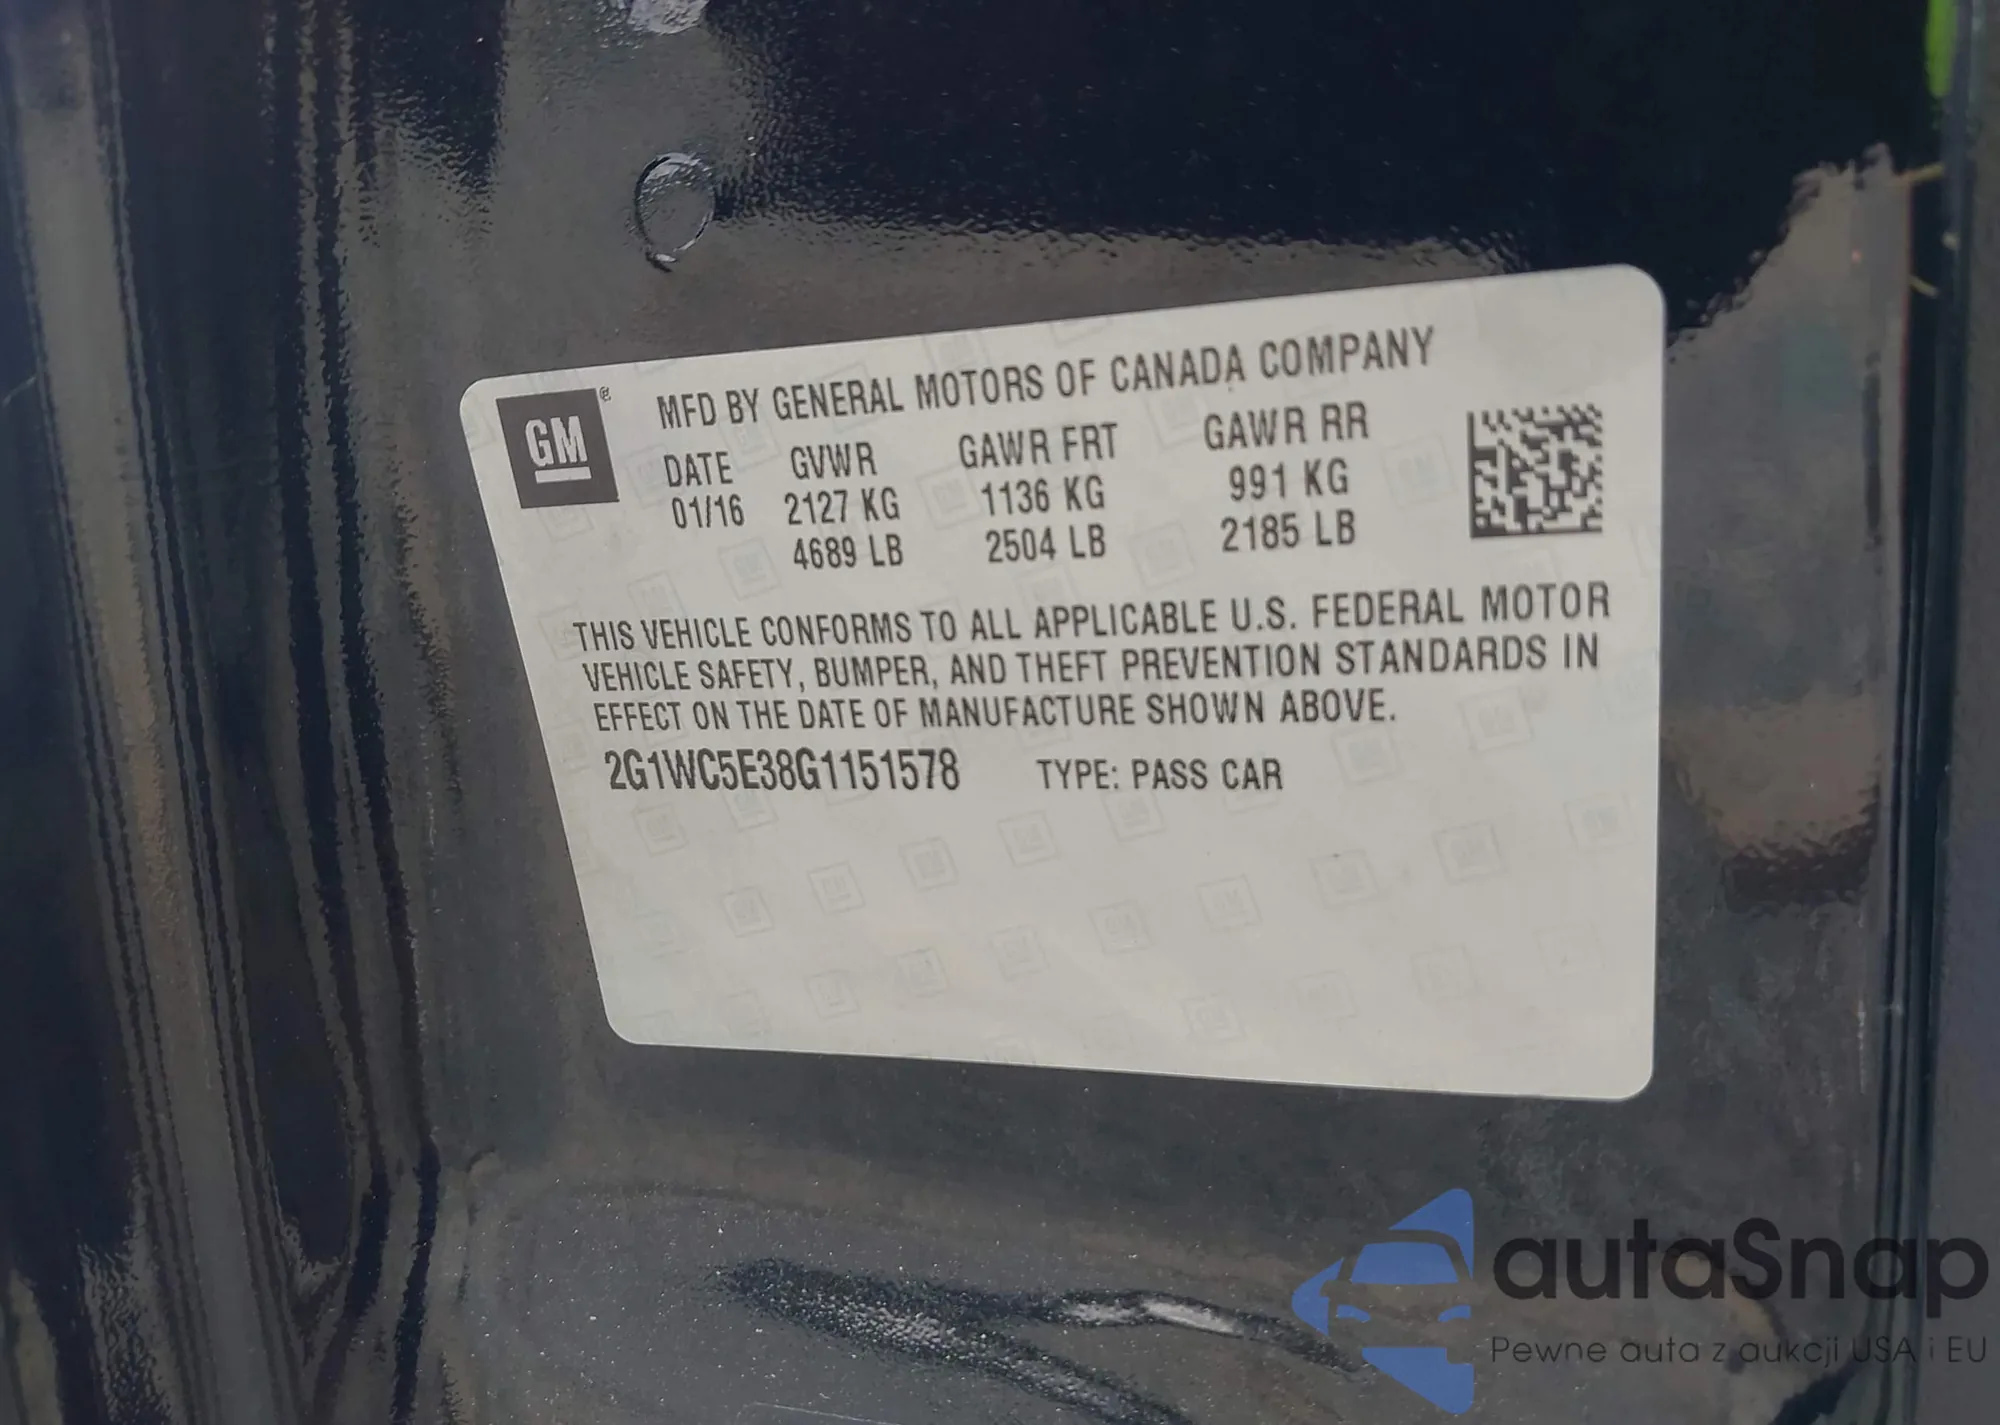 GM®
MFD BY GENERAL MOTORS OF CANADA COMPANY
DATE GVWR GAWR FRT GAWR RR
01/16 2127 KG 1136 KG 991 KG
4689 LB 2504 LB 2185 LB
THIS VEHICLE CONFORMS TO ALL APPLICABLE U.S. FEDERAL MOTOR
VEHICLE SAFETY, BUMPER, AND THEFT PREVENTION STANDARDS IN
EFFECT ON THE DATE OF MANUFACTURE SHOWN ABOVE.
2G1WC5E38G1151578 TYPE: PASS CAR
autaSnap
Pewne auta z aukcji USA i EU